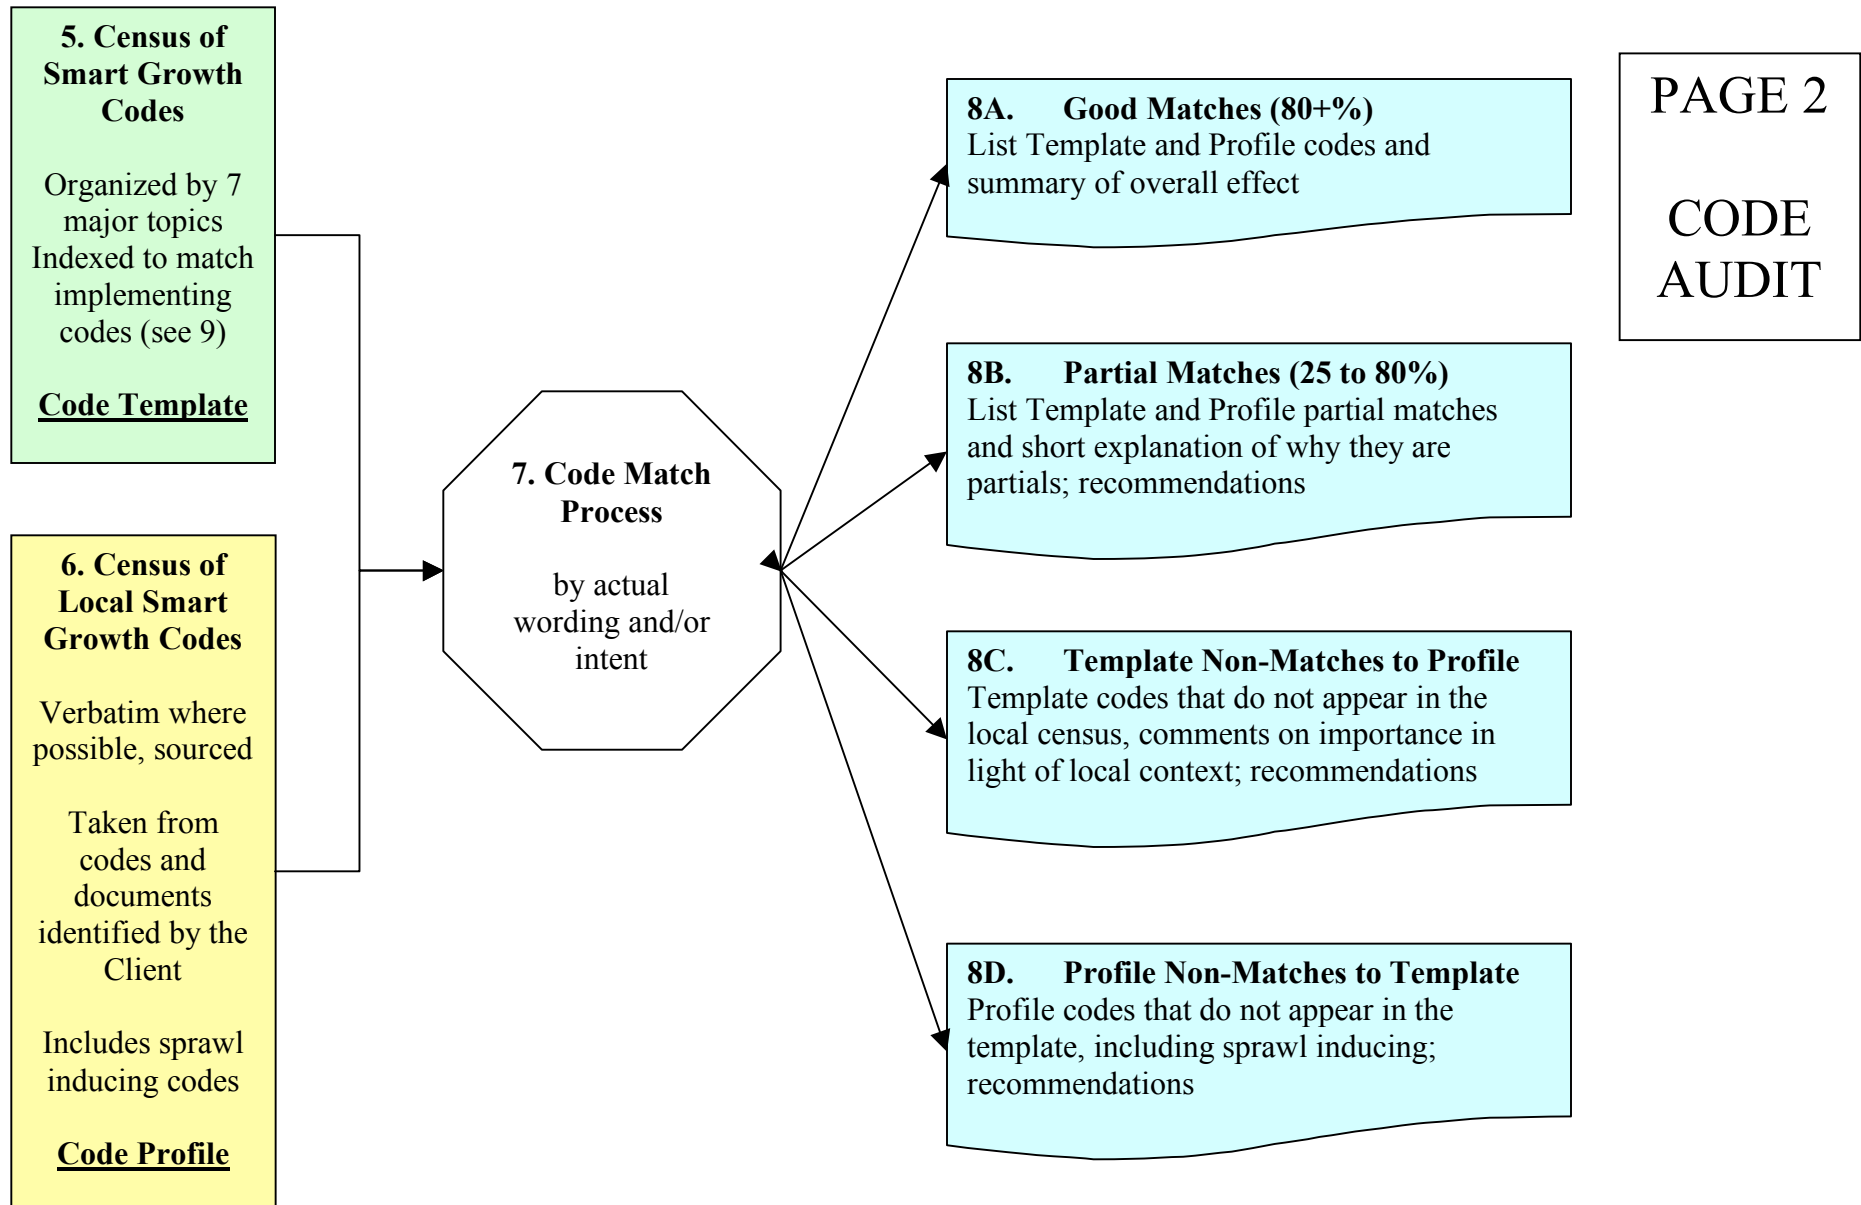 5. Census of
Smart Growth
Codes
Organized by 7
major topics
Indexed to match
implementing
codes (see 9)
Code Template
6. Census of
Local Smart
Growth Codes
Verbatim where
possible, sourced
Taken from
codes and
documents
identified by the
Client
Includes sprawl
inducing codes
Code Profile
7. Code Match
Process
by actual
wording and/or
intent
8A. Good Matches (80+%)
List Template and Profile codes and
summary of overall effect
8B. Partial Matches (25 to 80%)
List Template and Profile partial matches
and short explanation of why they are
partials; recommendations
8C. Template Non-Matches to Profile
Template codes that do not appear in the
local census, comments on importance in
light of local context; recommendations
8D. Profile Non-Matches to Template
Profile codes that do not appear in the
template, including sprawl inducing;
recommendations
PAGE 2
CODE
AUDIT